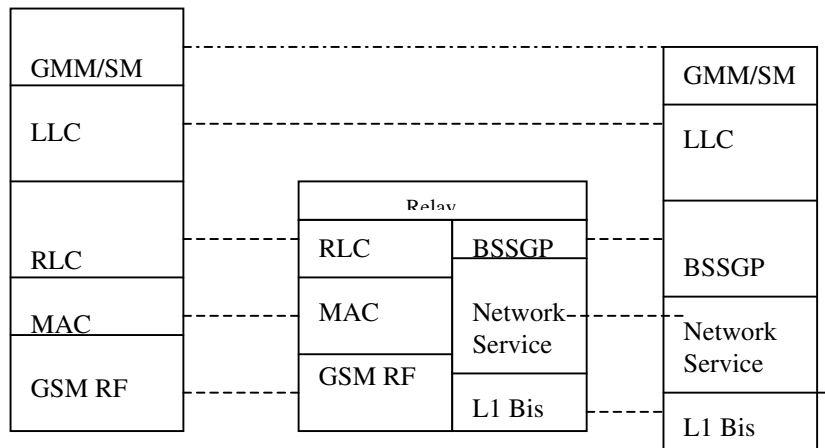 GMM/SM
LLC
RLC
MAC
GSM RF
Relay
RLC
MAC
GSM RF
BSSGP
Network
Service
L1 Bis
GMM/SM
LLC
BSSGP
Network
Service
L1 Bis